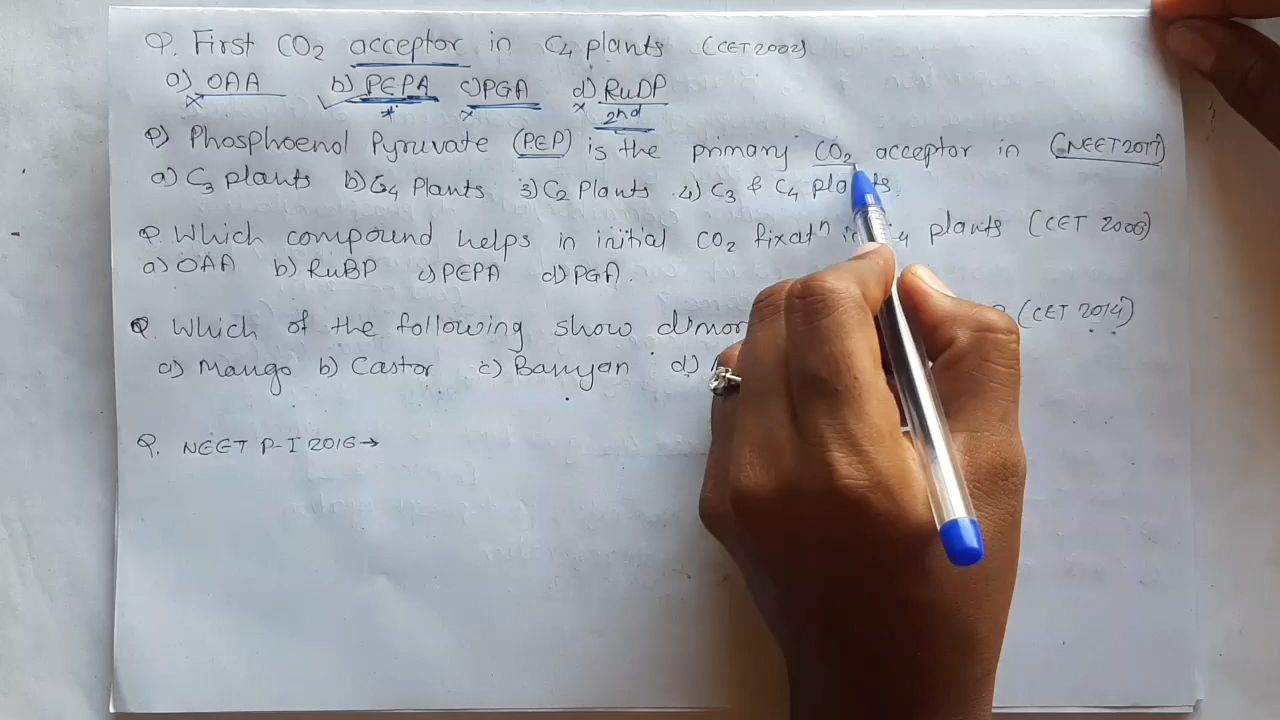 Q. First CO2 acceptor in C4 plants (CET 2002)
a) OAA b) PEPA c) PGA d) RuDP
2nd
Q) Phosphoenol Pyruvate (PEP) is the primary CO2 acceptor in (NEET 2017)
a) C3 plants b) C4 Plants 3) C2 Plants 4) C3 & C4 plants.
Q. Which compound helps in initial CO2 fixatn in 4 plants (CET 2006)
a) OAA b) RuBP c) PEPA d) PGA.
Q. Which of the following show dimor ? (CET 2014)
a) Mango b) Castor c) Banyan d)
Q. NEET P-I 2016→